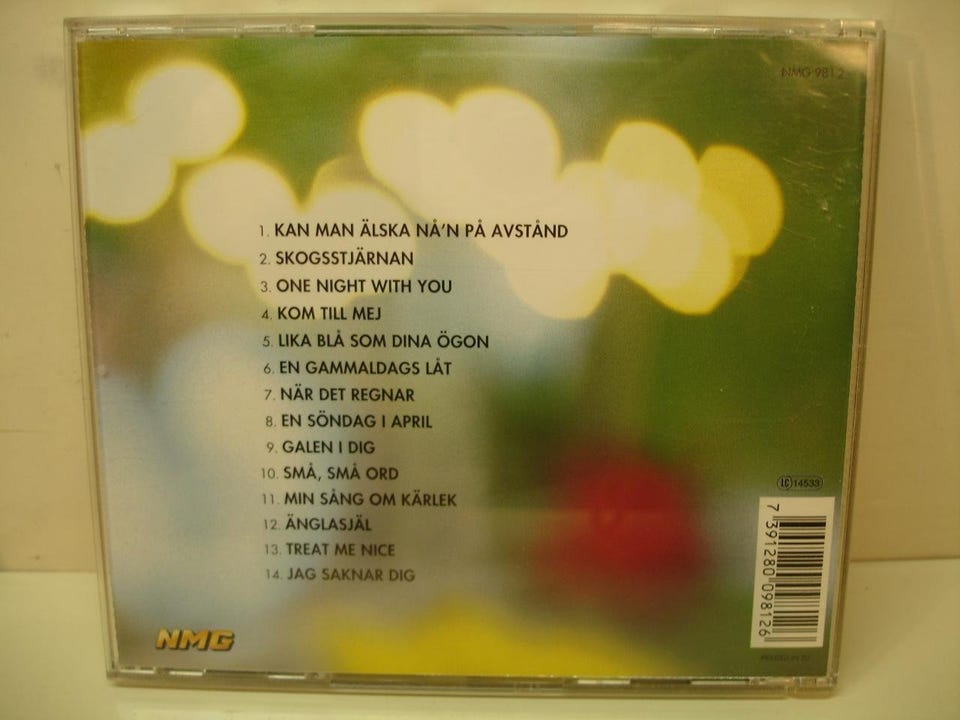 NMG 9812
1. KAN MAN ÄLSKA NÅ'N PÅ AVSTÅND
2. SKOGSSTJÄRNAN
3. ONE NIGHT WITH YOU
4. KOM TILL MEJ
5. LIKA BLÅ SOM DINA ÖGON
6. EN GAMMALDAGS LÅT
7. NÄR DET REGNAR
8. EN SÖNDAG I APRIL
9. GALEN I DIG
10. SMÅ, SMÅ ORD
11. MIN SÅNG OM KÄRLEK
12. ÄNGLASJÄL
13. TREAT ME NICE
14. JAG SAKNAR DIG
LC 14533
7 391280 098126
NMG
PRINTED IN EU